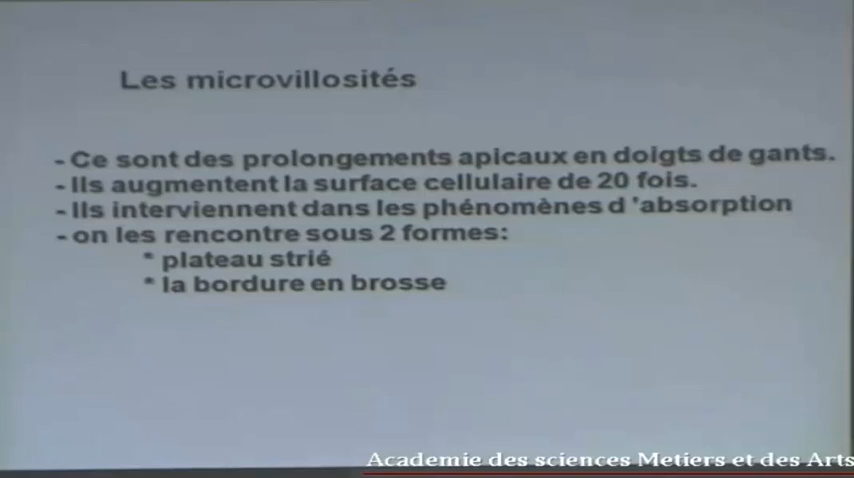 Les microvillosités
- Ce sont des prolongements apicaux en doigts de gants.
- Ils augmentent la surface cellulaire de 20 fois.
- Ils interviennent dans les phénomènes d 'absorption
- on les rencontre sous 2 formes:
* plateau strié
* la bordure en brosse
Academie des sciences Metiers et des Arts